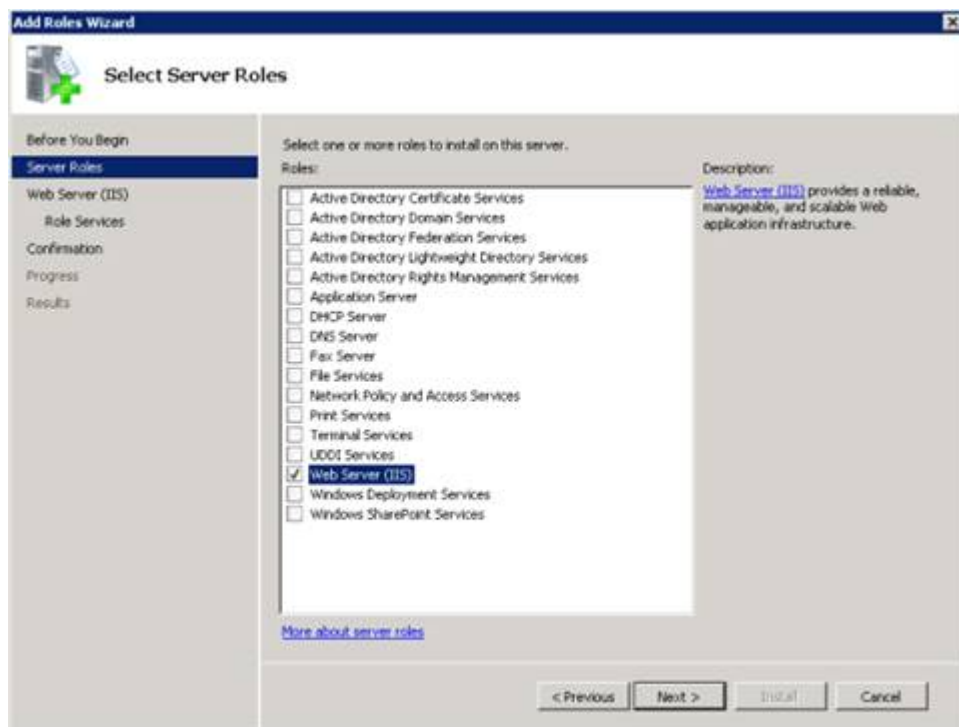 Add Roles Wizard
Select Server Roles
Before You Begin
Server Roles
Web Server (IIS)
Role Services
Confirmation
Progress
Results
Select one or more roles to install on this server.
Roles:
Active Directory Certificate Services
Active Directory Domain Services
Active Directory Federation Services
Active Directory Lightweight Directory Services
Active Directory Rights Management Services
Application Server
DHCP Server
DNS Server
Fax Server
File Services
Network Policy and Access Services
Print Services
Terminal Services
UDDI Services
Web Server (IIS)
Windows Deployment Services
Windows SharePoint Services
More about server roles
Description:
Web Server (IIS) provides a reliable,
manageable, and scalable Web
application infrastructure.
< Previous
Next >
Install
Cancel